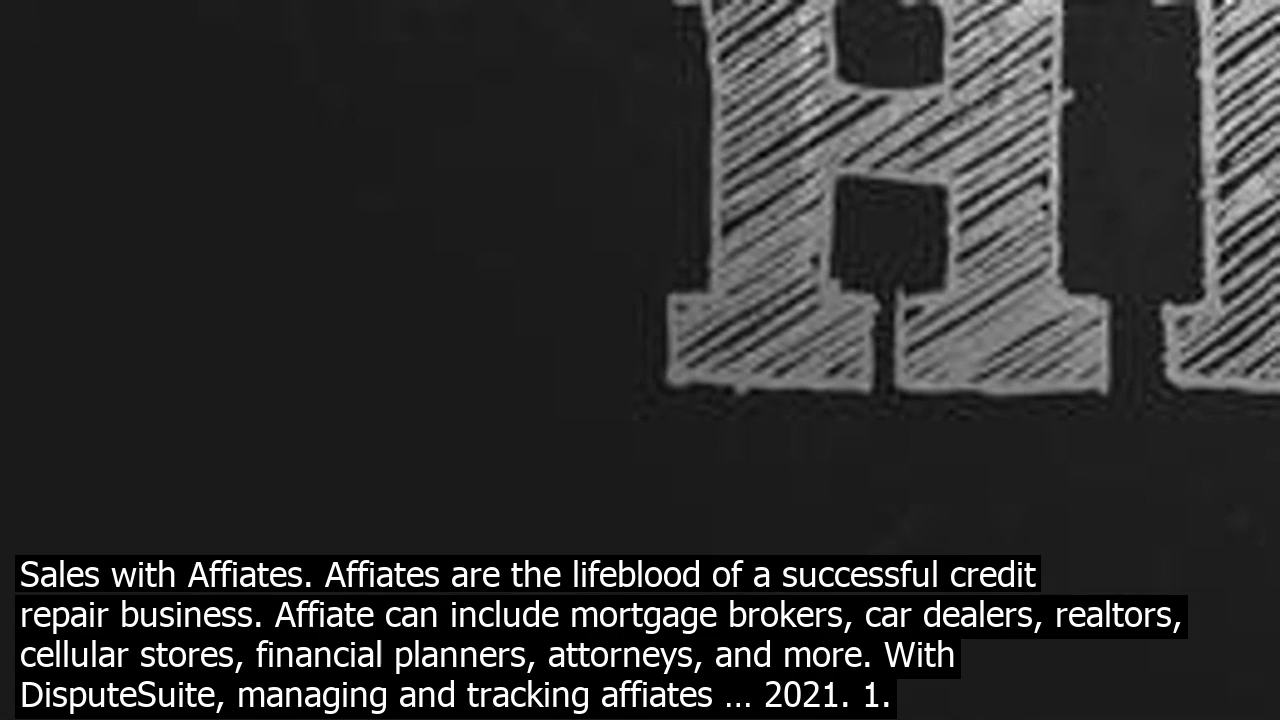 H
Sales with Affiates. Affiates are the lifeblood of a successful credit
repair business. Affiate can include mortgage brokers, car dealers, realtors,
cellular stores, financial planners, attorneys, and more. With
DisputeSuite, managing and tracking affiates ... 2021. 1.